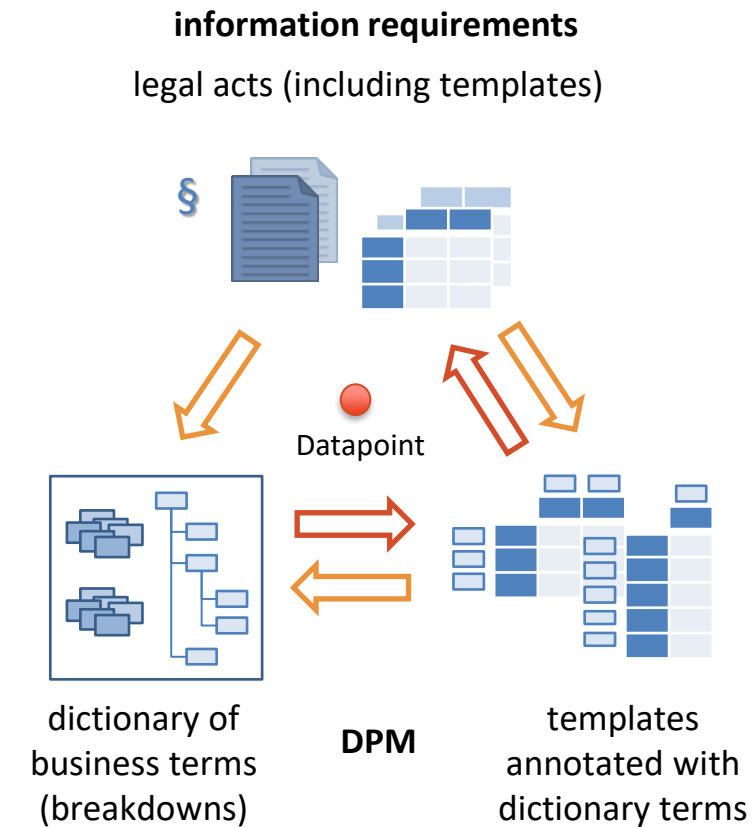 information requirements
legal acts (including templates)
§
Datapoint
dictionary of
business terms
(breakdowns)
DPM
templates
annotated with
dictionary terms